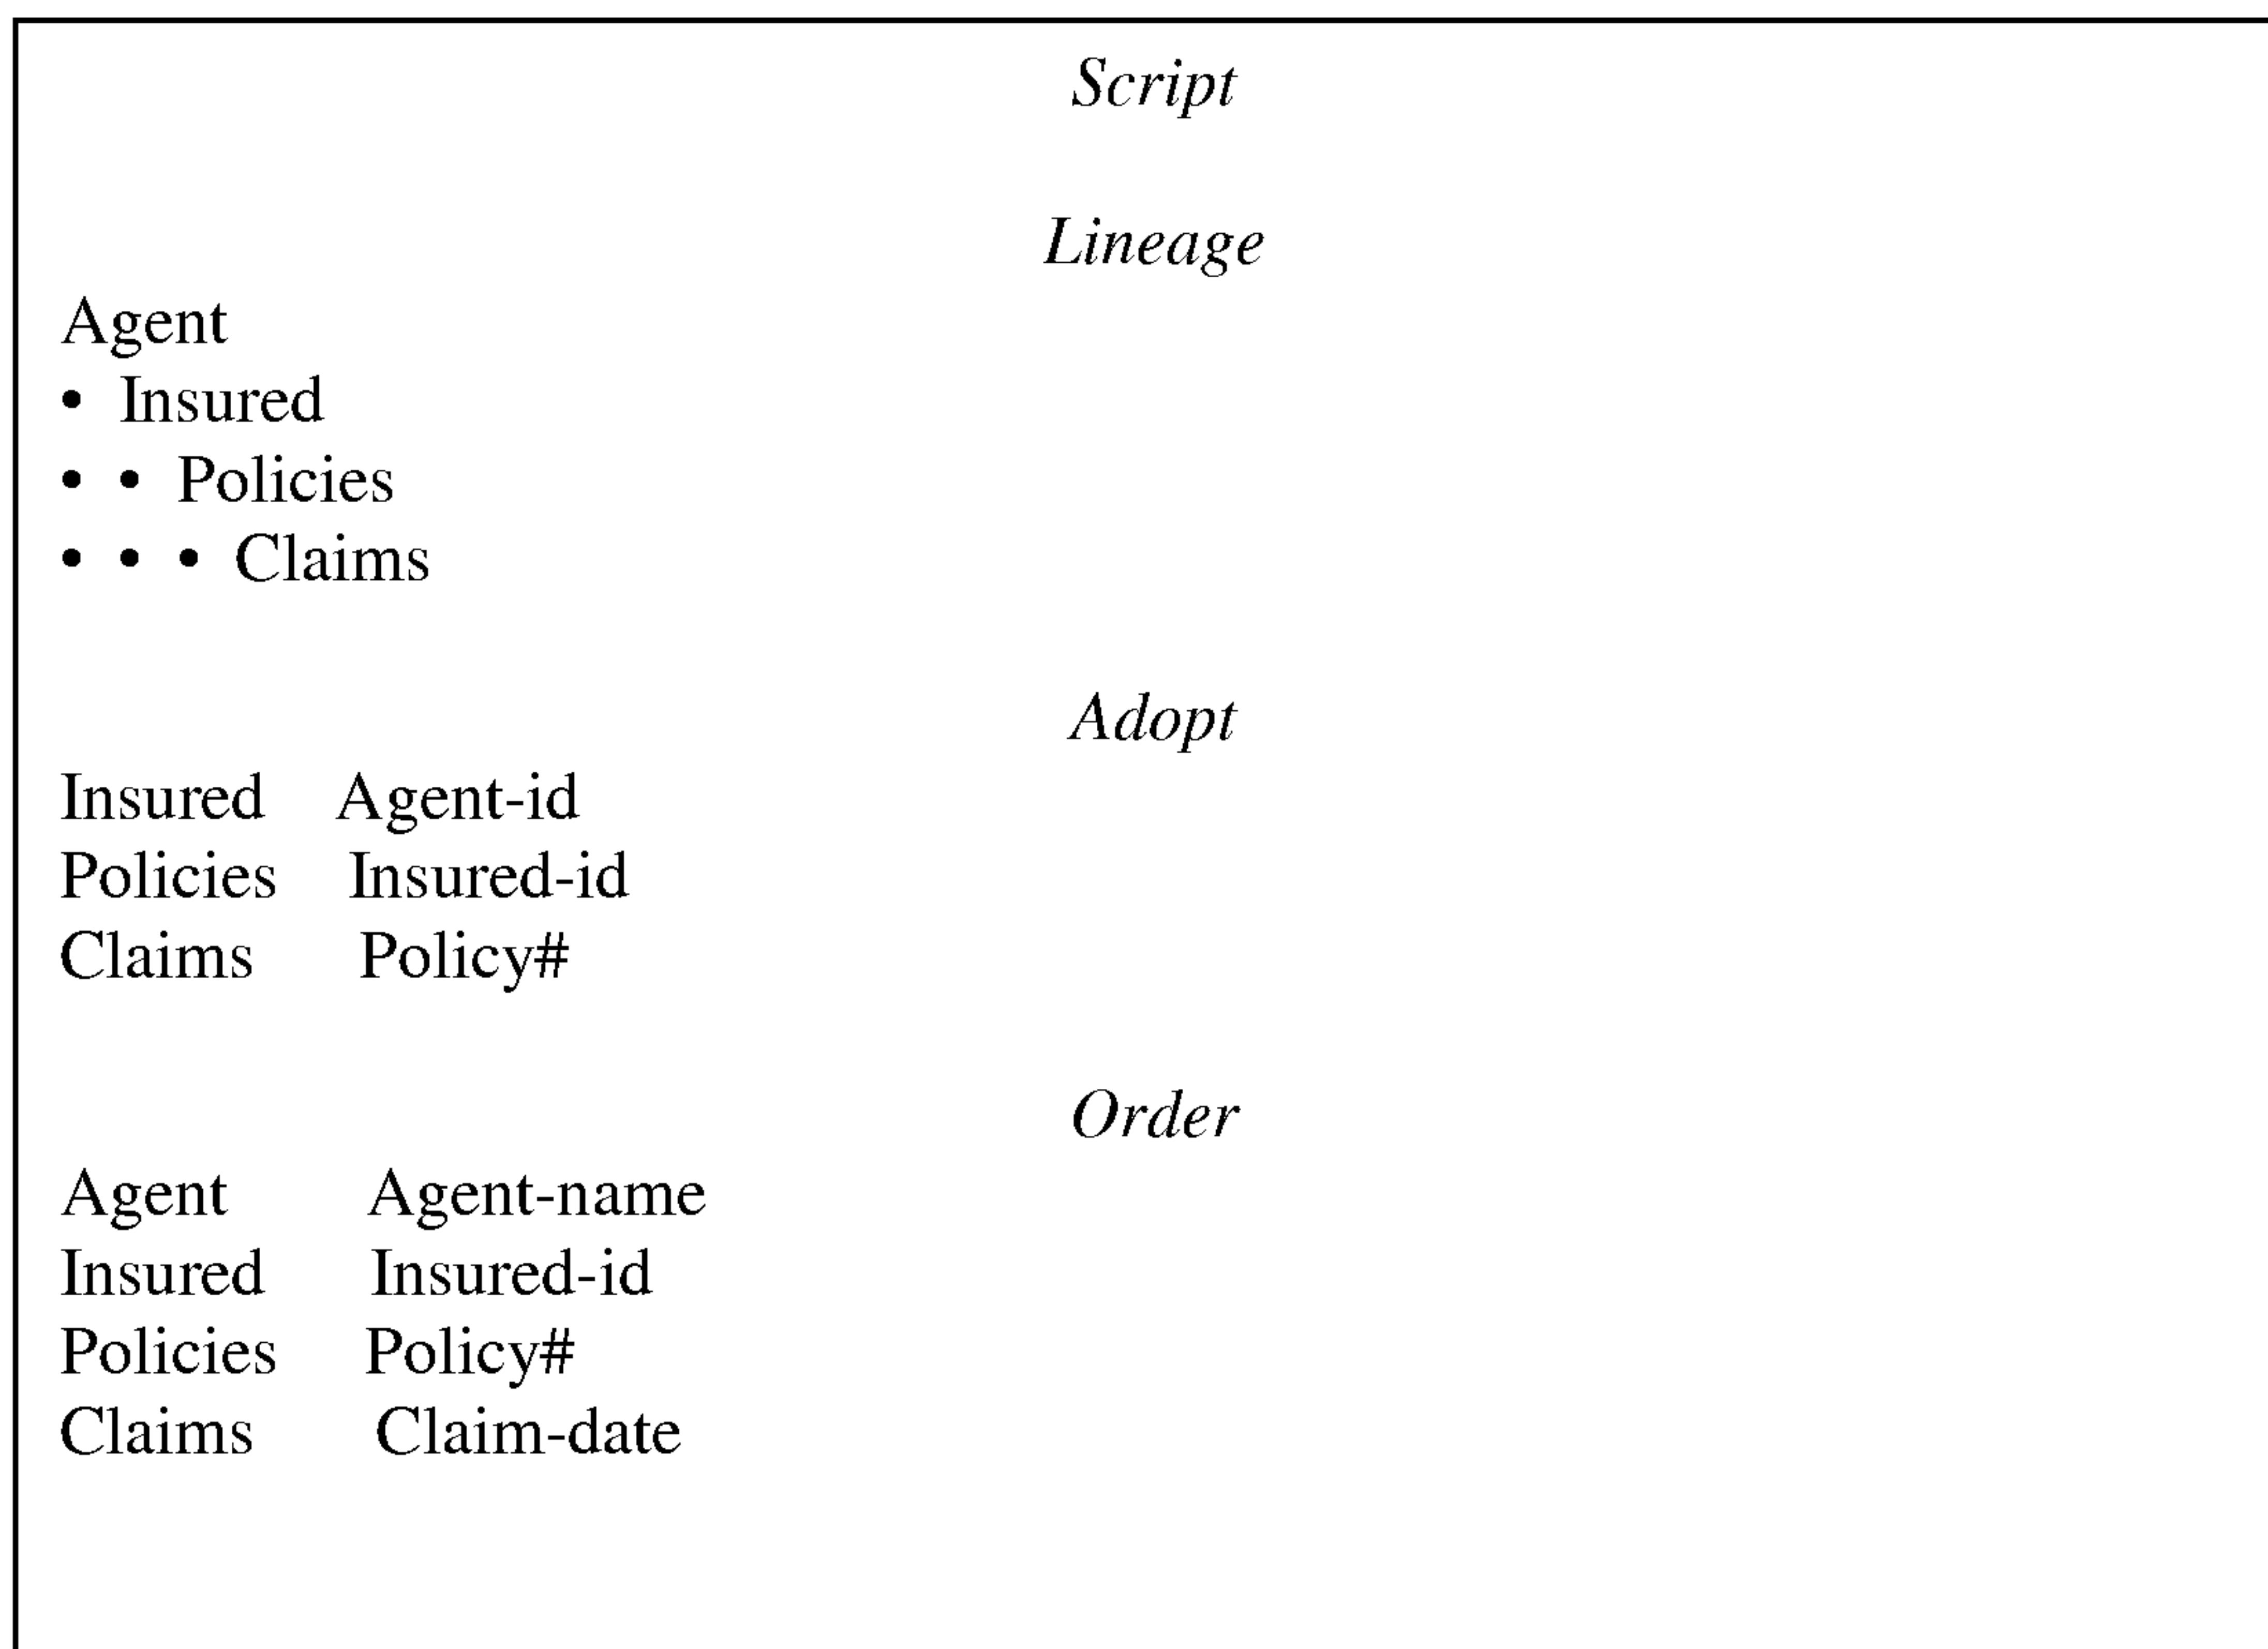 Script
Lineage
Agent
• Insured
• • Policies
• • • Claims
Adopt
Insured Agent-id
Policies Insured-id
Claims Policy#
Order
Agent Agent-name
Insured Insured-id
Policies Policy#
Claims Claim-date